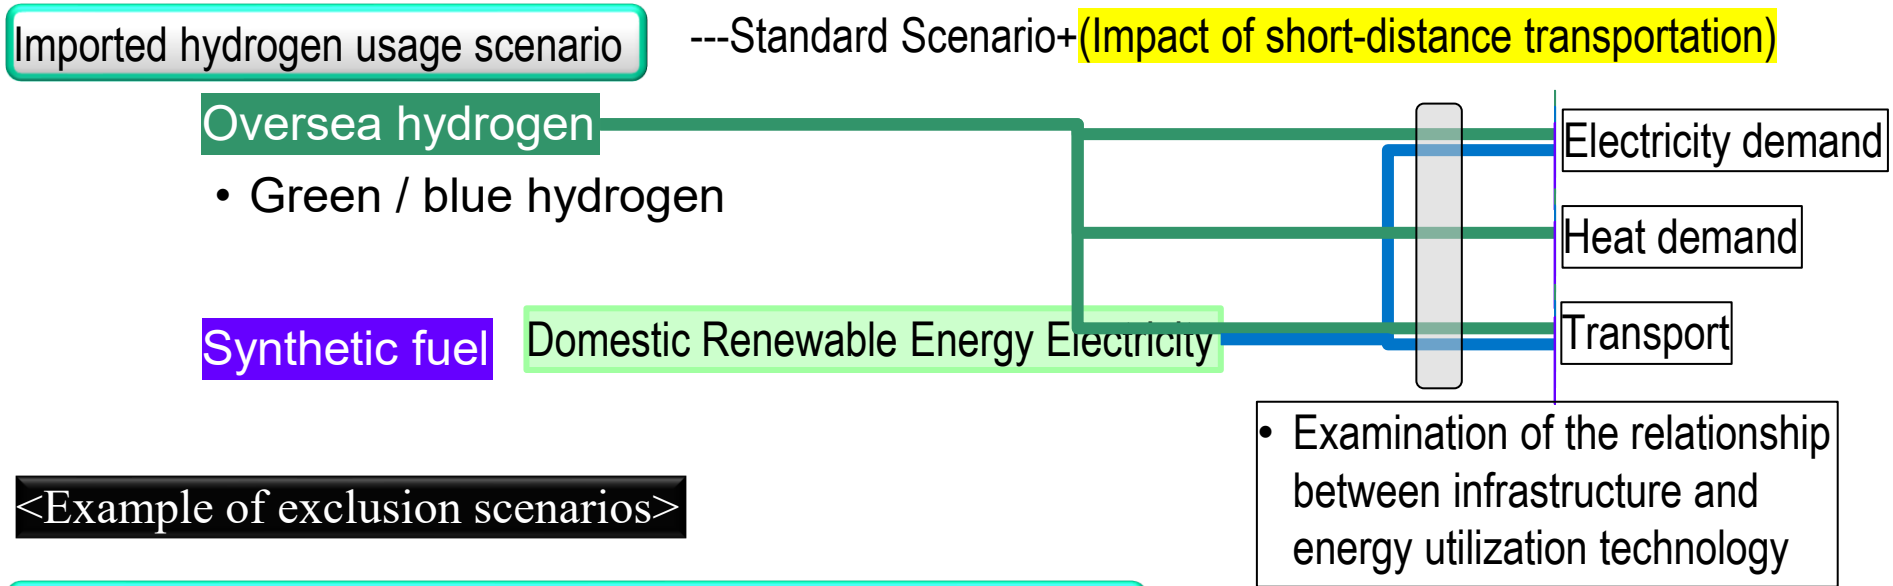 Imported hydrogen usage scenario
---Standard Scenario+(Impact of short-distance transportation)
Oversea hydrogen
• Green / blue hydrogen
Electricity demand
Heat demand
Synthetic fuel
Domestic Renewable Energy Electricity
Transport
• Examination of the relationship
between infrastructure and
energy utilization technology
<Example of exclusion scenarios>